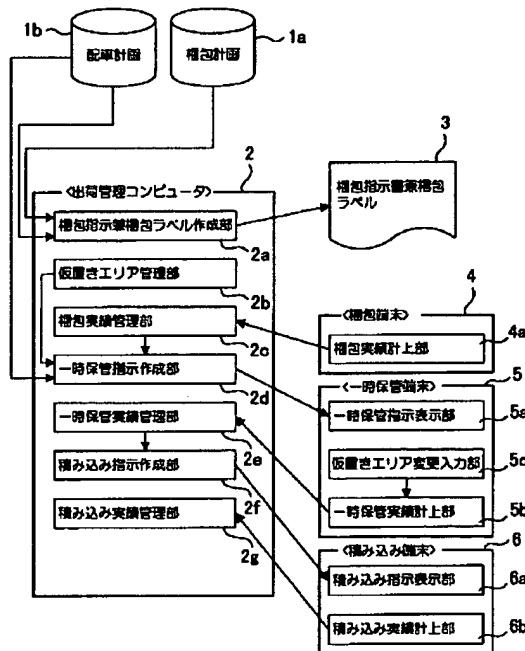 1b
配車計画
梱包計画
1a
3
2
<出荷管理コンピュータ>
梱包指示書兼梱包
ラベル
梱包指示兼梱包ラベル作成部
2a
仮置きエリア管理部
2b
4
<梱包端末>
梱包実績管理部
2c
梱包実績計上部
4a
一時保管指示作成部
2d
5
<一時保管端末>
一時保管指示表示部
5a
一時保管実績管理部
2e
仮置きエリア変更入力部
5c
積み込み指示作成部
2f
一時保管実績計上部
5b
積み込み実績管理部
2g
6
<積み込み端末>
積み込み指示表示部
6a
積み込み実績計上部
6b